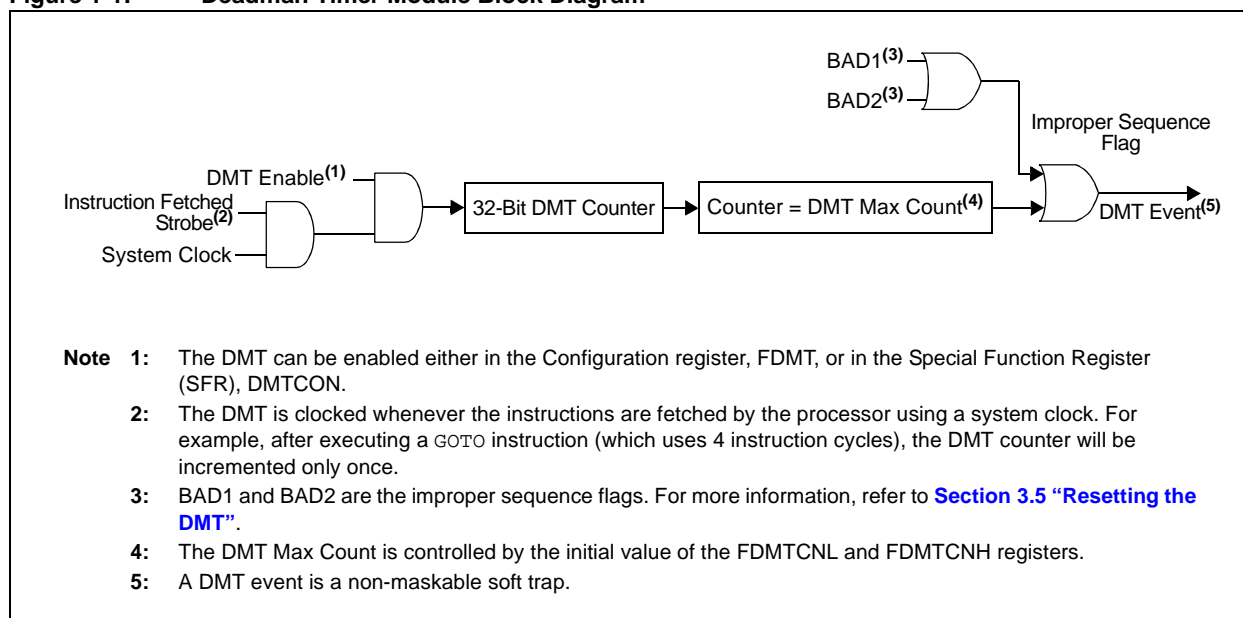 Figure 1-1: Deadman Timer Module Block Diagram
BAD1(3)
BAD2(3)
Improper Sequence
Flag
DMT Enable(1)
Instruction Fetched
Strobe(2)
System Clock
32-Bit DMT Counter
Counter = DMT Max Count(4)
DMT Event(5)
Note 1: The DMT can be enabled either in the Configuration register, FDMT, or in the Special Function Register
(SFR), DMTCON.
2: The DMT is clocked whenever the instructions are fetched by the processor using a system clock. For
example, after executing a GOTO instruction (which uses 4 instruction cycles), the DMT counter will be
incremented only once.
3: BAD1 and BAD2 are the improper sequence flags. For more information, refer to Section 3.5 “Resetting the
DMT”.
4: The DMT Max Count is controlled by the initial value of the FDMTCNL and FDMTCNH registers.
5: A DMT event is a non-maskable soft trap.